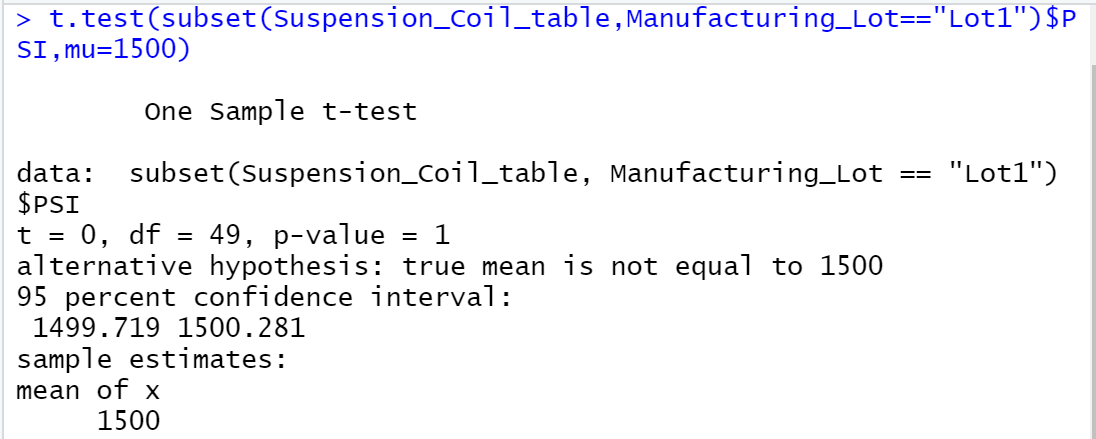 > t.test(subset(Suspension_Coil_table,Manufacturing_Lot=="Lot1")$P
SI,mu=1500)
One Sample t-test
data:  subset(Suspension_Coil_table, Manufacturing_Lot == "Lot1")
$PSI
t = 0, df = 49, p-value = 1
alternative hypothesis: true mean is not equal to 1500
95 percent confidence interval:
 1499.719 1500.281
sample estimates:
mean of x
     1500